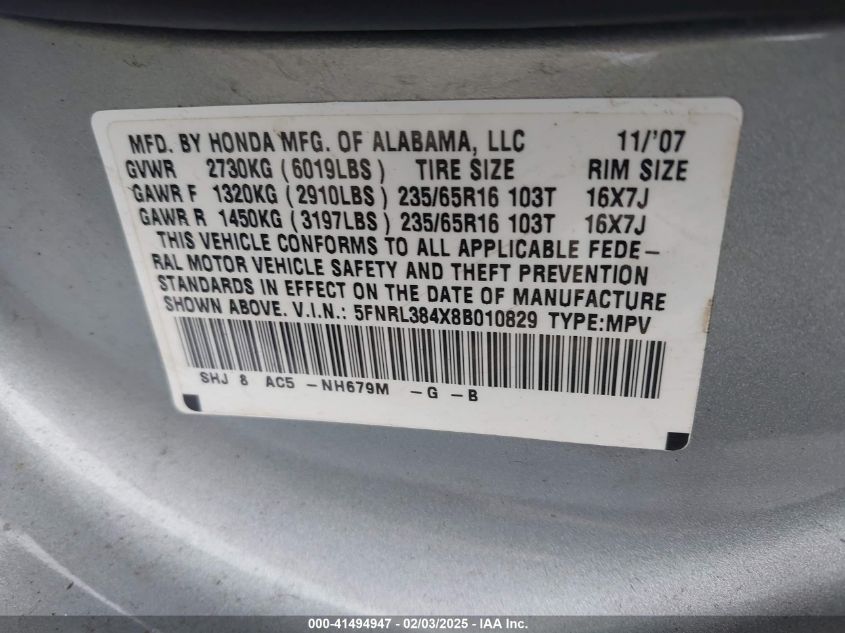 MFD. BY HONDA MFG. OF ALABAMA, LLC 11/'07
GVWR 2730KG (6019LBS) TIRE SIZE RIM SIZE
GAWR F 1320KG (2910LBS) 235/65R16 103T 16X7J
GAWR R 1450KG (3197LBS) 235/65R16 103T 16X7J
THIS VEHICLE CONFORMS TO ALL APPLICABLE FEDE-
RAL MOTOR VEHICLE SAFETY AND THEFT PREVENTION
STANDARDS IN EFFECT ON THE DATE OF MANUFACTURE
SHOWN ABOVE. V.I.N.: 5FNRL384X8B010829 TYPE:MPV
SHJ 8 AC5 -NH679M -G -B
000-41494947 - 02/03/2025 - IAAI - Copart, Inc.